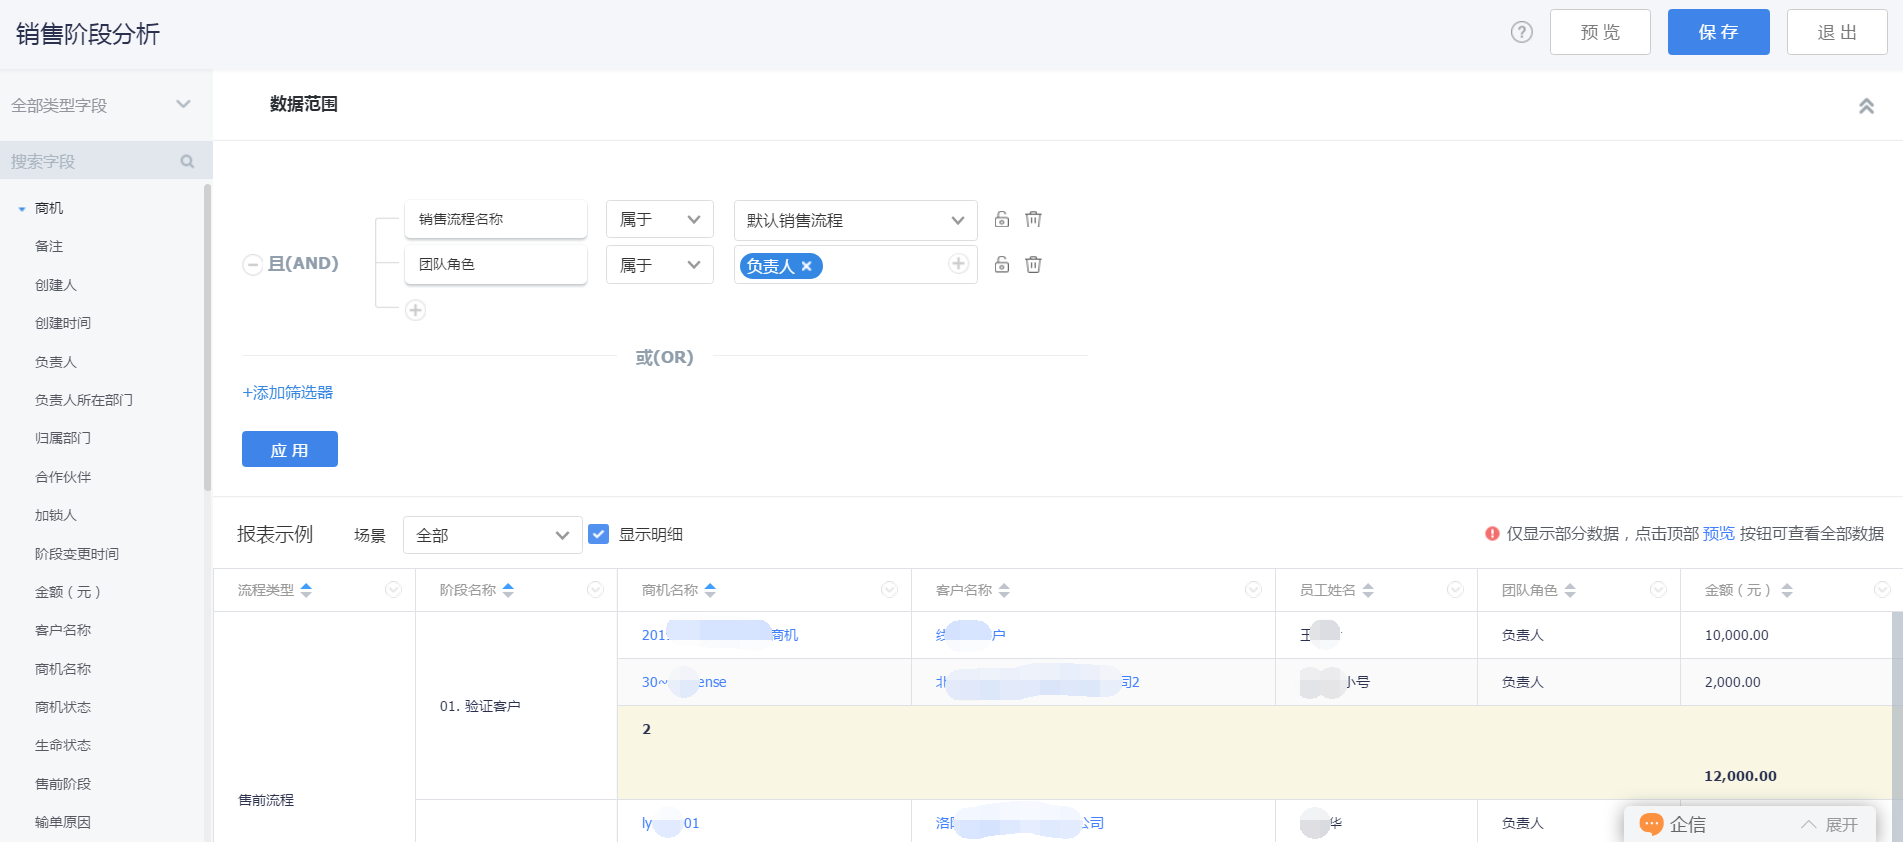 销售阶段分析
预 览
保 存
退 出
全部类型字段
搜索字段
商机
备注
创建人
创建时间
负责人
负责人所在部门
归属部门
合作伙伴
加锁人
阶段变更时间
金额（元）
客户名称
商机名称
商机状态
生命状态
售前阶段
输单原因
数据范围
且(AND)
销售流程名称 属于 默认销售流程
团队角色 属于 负责人 ×
或(OR)
+添加筛选器
应 用
报表示例 场景 全部 显示明细 仅显示部分数据，点击顶部 预览 按钮可查看全部数据
流程类型 阶段名称 商机名称 客户名称 员工姓名 团队角色 金额（元）
售前流程
01. 验证客户
201 商机 户 王 负责人 10,000.00
30~ ense 北 司2 小号 负责人 2,000.00
2
12,000.00
ly 01 洛 公司 华 负责人
企信 展开